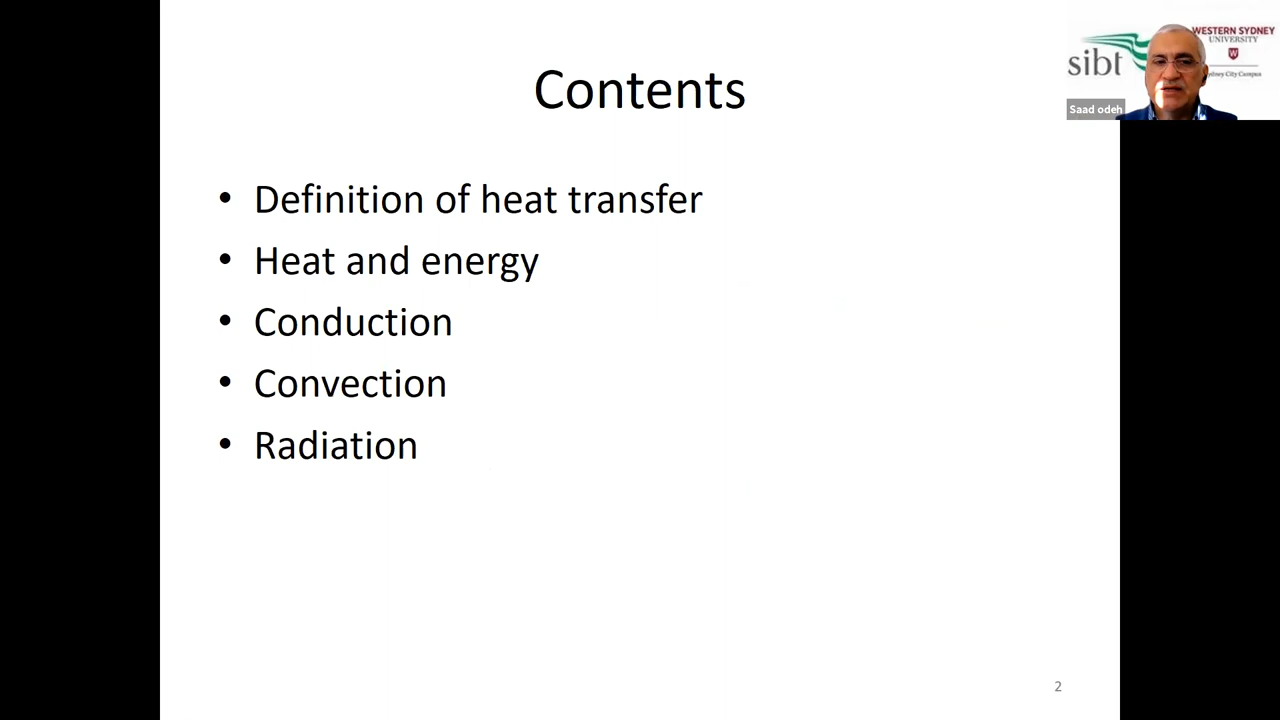 Contents
• Definition of heat transfer
• Heat and energy
• Conduction
• Convection
• Radiation
sibt
WESTERN SYDNEY
UNIVERSITY
W
City Campus
Saad odeh
2